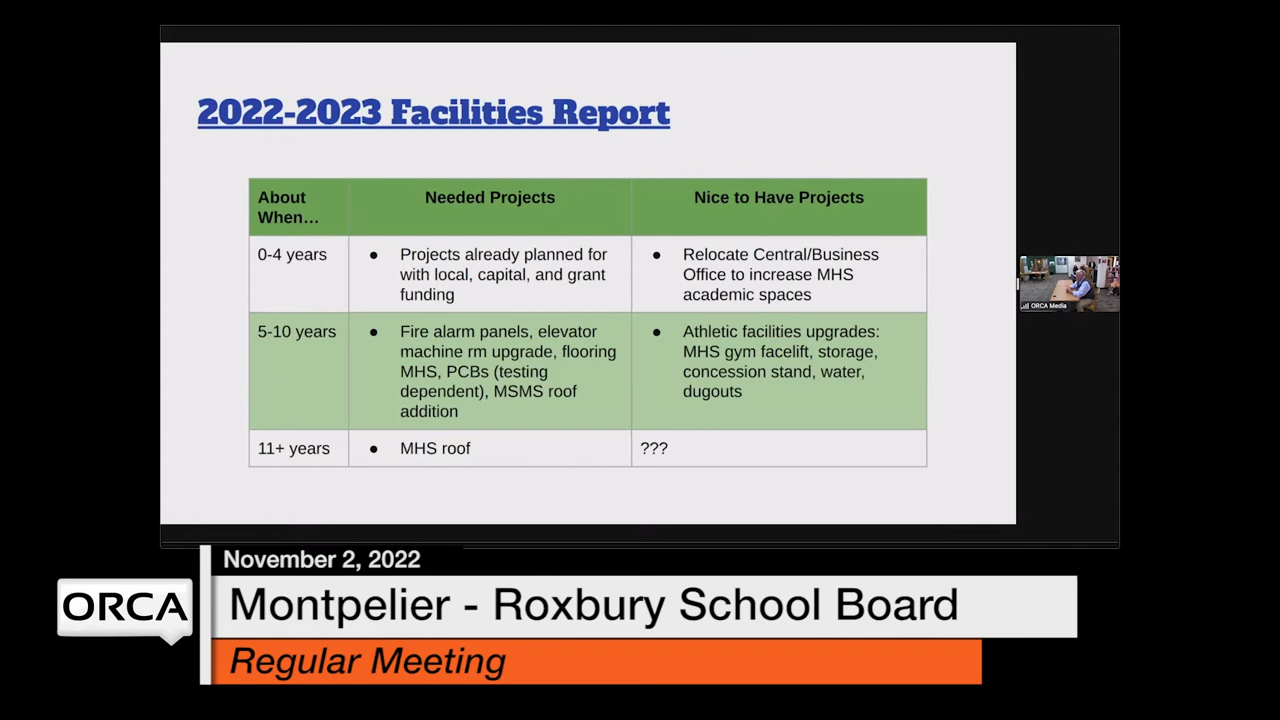 2022-2023 Facilities Report
About
When…
Needed Projects
Nice to Have Projects
0-4 years
● Projects already planned for
with local, capital, and grant
funding
● Relocate Central/Business
Office to increase MHS
academic spaces
5-10 years
● Fire alarm panels, elevator
machine rm upgrade, flooring
MHS, PCBs (testing
dependent), MSMS roof
addition
● Athletic facilities upgrades:
MHS gym facelift, storage,
concession stand, water,
dugouts
11+ years
● MHS roof
???
ORCA Media
November 2, 2022
ORCA
Montpelier - Roxbury School Board
Regular Meeting